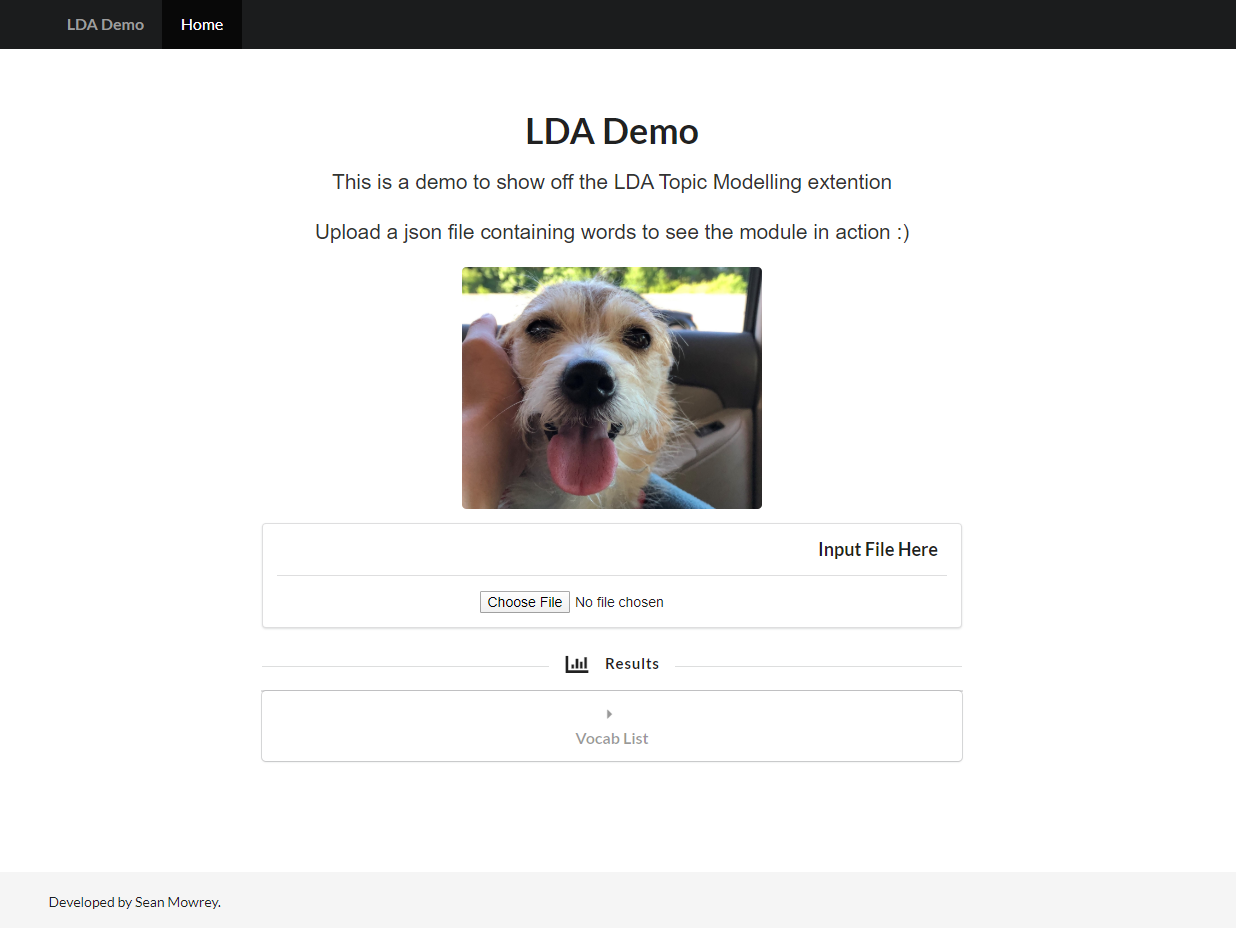 LDA Demo Home
LDA Demo
This is a demo to show off the LDA Topic Modelling extention
Upload a json file containing words to see the module in action :)
Input File Here
Choose File No file chosen
Results
Vocab List
Developed by Sean Mowrey.